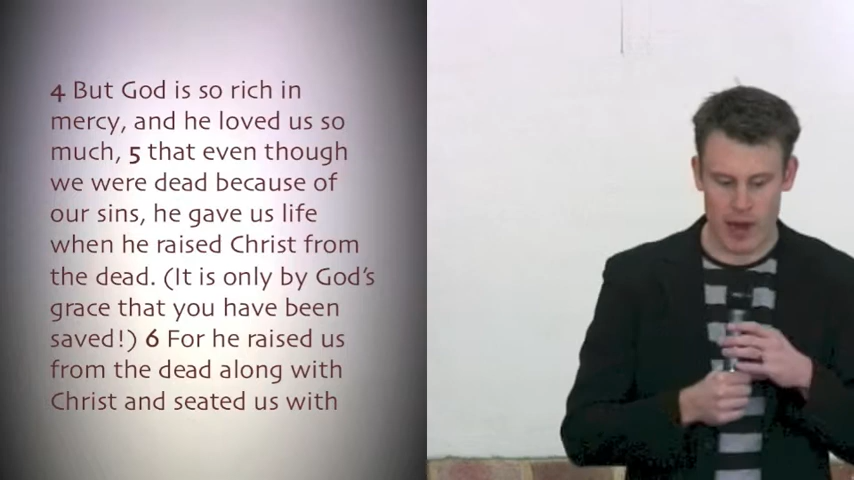 4 But God is so rich in
mercy, and he loved us so
much, 5 that even though
we were dead because of
our sins, he gave us life
when he raised Christ from
the dead. (It is only by God's
grace that you have been
saved!) 6 For he raised us
from the dead along with
Christ and seated us with